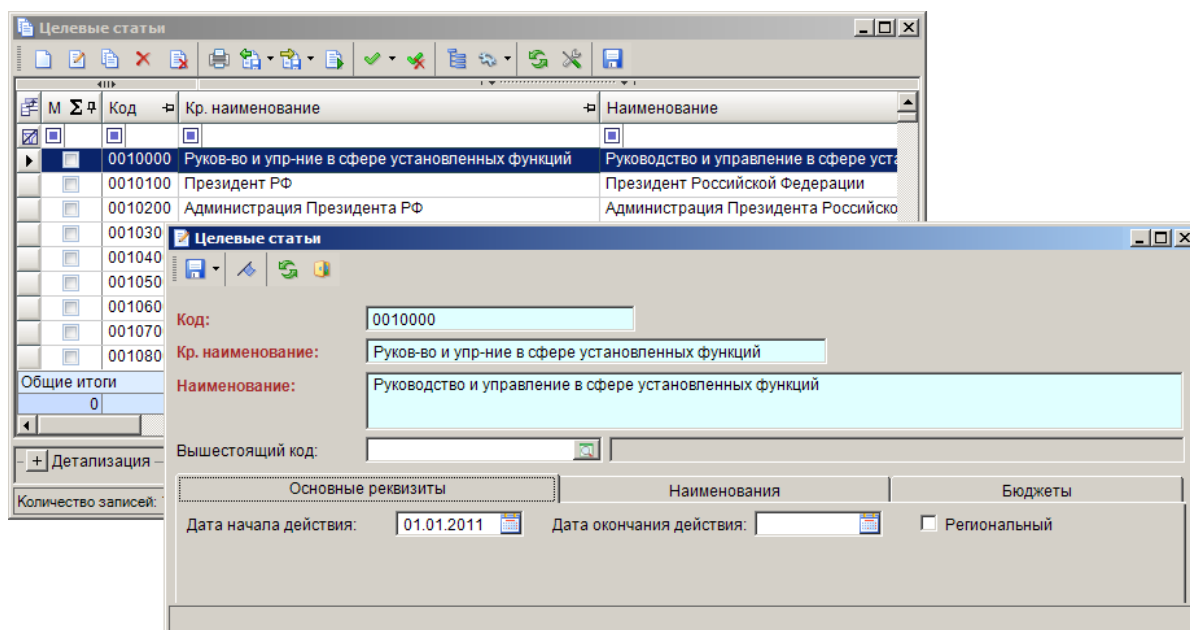 Целевые статьи
М Σ Код Кр. наименование Наименование
0010000 Руков-во и упр-ние в сфере установленных функций Руководство и управление в сфере уста
0010100 Президент РФ Президент Российской Федерации
0010200 Администрация Президента РФ Администрация Президента Российско
001030
001040
001050
001060
001070
001080
Общие итоги
0
+ Детализация
Количество записей:
Целевые статьи
Код: 0010000
Кр. наименование: Руков-во и упр-ние в сфере установленных функций
Наименование: Руководство и управление в сфере установленных функций
Вышестоящий код:
Основные реквизиты Наименования Бюджеты
Дата начала действия: 01.01.2011 Дата окончания действия: Региональный